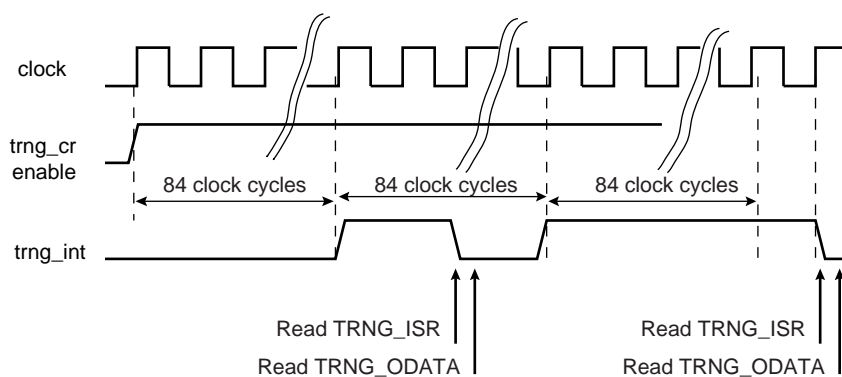 clock
trng_cr
enable
84 clock cycles
84 clock cycles
84 clock cycles
trng_int
Read TRNG_ISR
Read TRNG_ISR
Read TRNG_ODATA
Read TRNG_ODATA